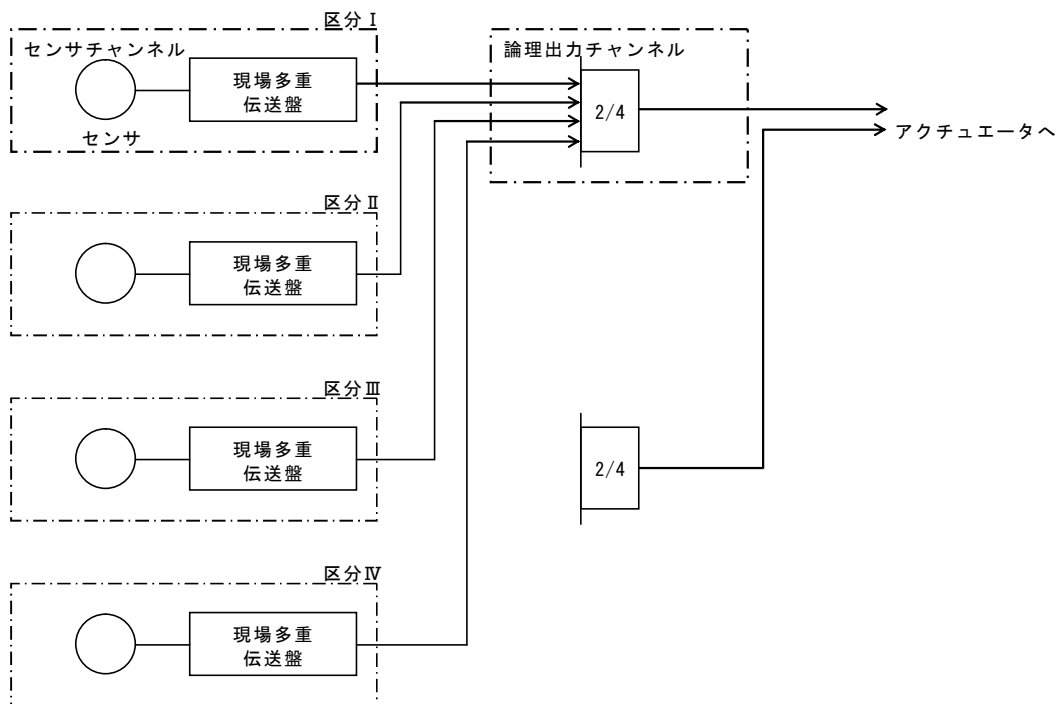 区分Ⅰ
センサチャンネル
論理出力チャンネル
現場多重
伝送盤
2/4
アクチュエータへ
センサ
区分Ⅱ
現場多重
伝送盤
区分Ⅲ
現場多重
伝送盤
2/4
区分Ⅳ
現場多重
伝送盤